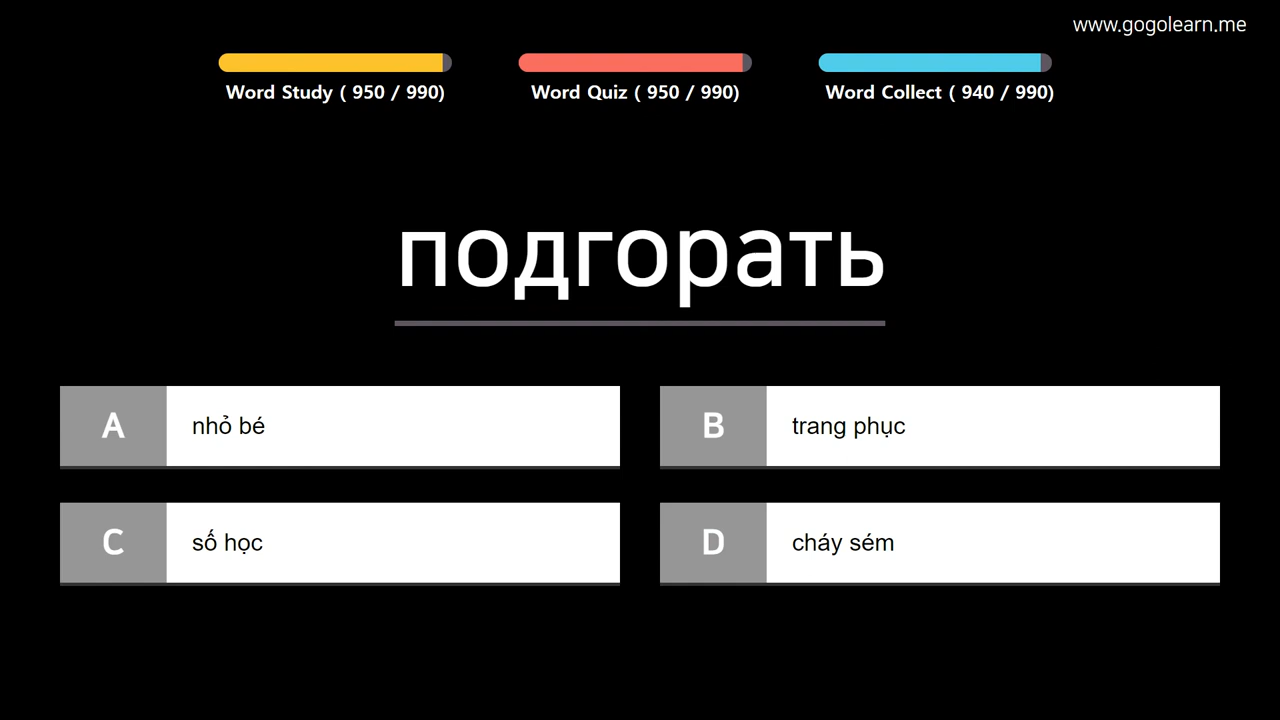 www.gogolearn.me
Word Study ( 950 / 990)
Word Quiz ( 950 / 990)
Word Collect ( 940 / 990)
подгорать
A nhỏ bé
B trang phục
C số học
D cháy sém